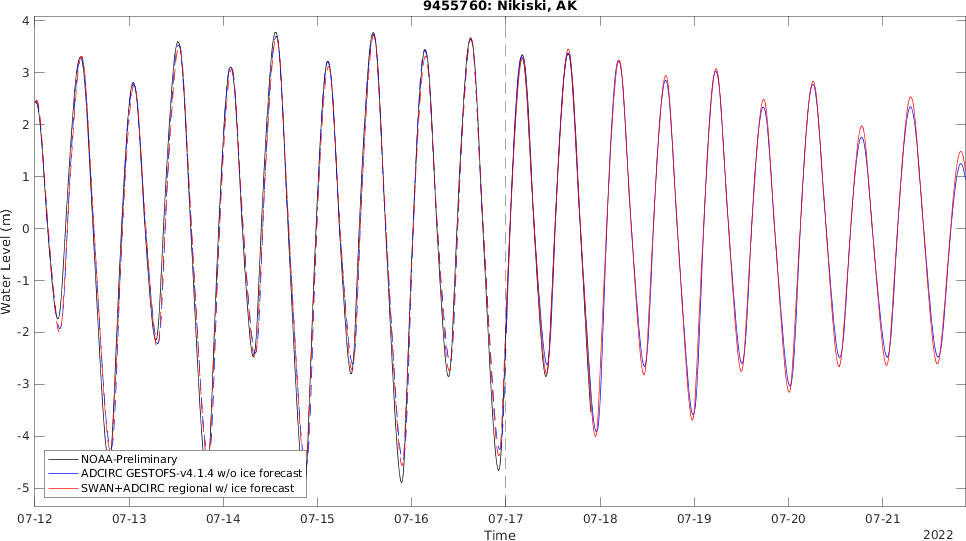 9455760: Nikiski, AK
4
3
2
1
0
-1
-2
-3
-4
-5
Water Level (m)
NOAA-Preliminary
ADCIRC GESTOFS-v4.1.4 w/o ice forecast
SWAN+ADCIRC regional w/ ice forecast
07-12 07-13 07-14 07-15 07-16 07-17 07-18 07-19 07-20 07-21
Time
2022